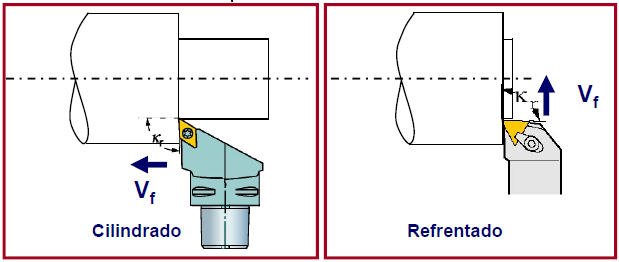 κr
Vf
Cilindrado
κr
Vf
Refrentado